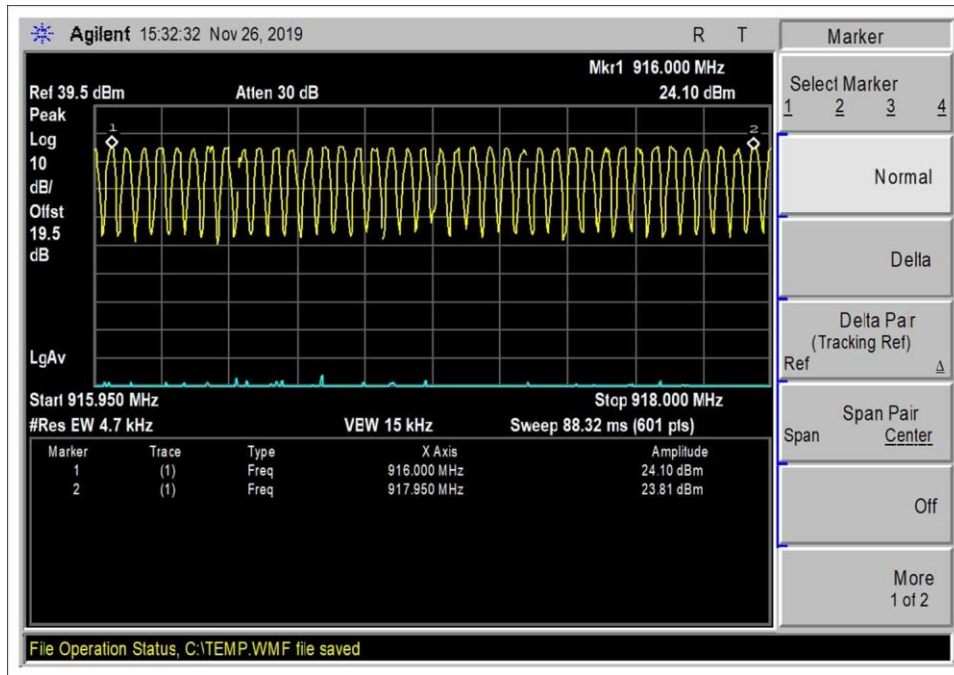 Agilent 15:32:32 Nov 26, 2019 R T
Mkr1 916.000 MHz
Ref 39.5 dBm Atten 30 dB 24.10 dBm
Peak
Log
10
dB/
Offst
19.5
dB
LgAv
1
2
Start 915.950 MHz Stop 918.000 MHz
#Res BW 4.7 kHz VBW 15 kHz Sweep 88.32 ms (601 pts)
Marker Trace Type X Axis Amplitude
1 (1) Freq 916.000 MHz 24.10 dBm
2 (1) Freq 917.950 MHz 23.81 dBm
File Operation Status, C:\TEMP.WMF file saved
Marker
Select Marker
1 2 3 4
Normal
Delta
Delta Pair
(Tracking Ref)
Ref Δ
Span Pair
Span Center
Off
More
1 of 2